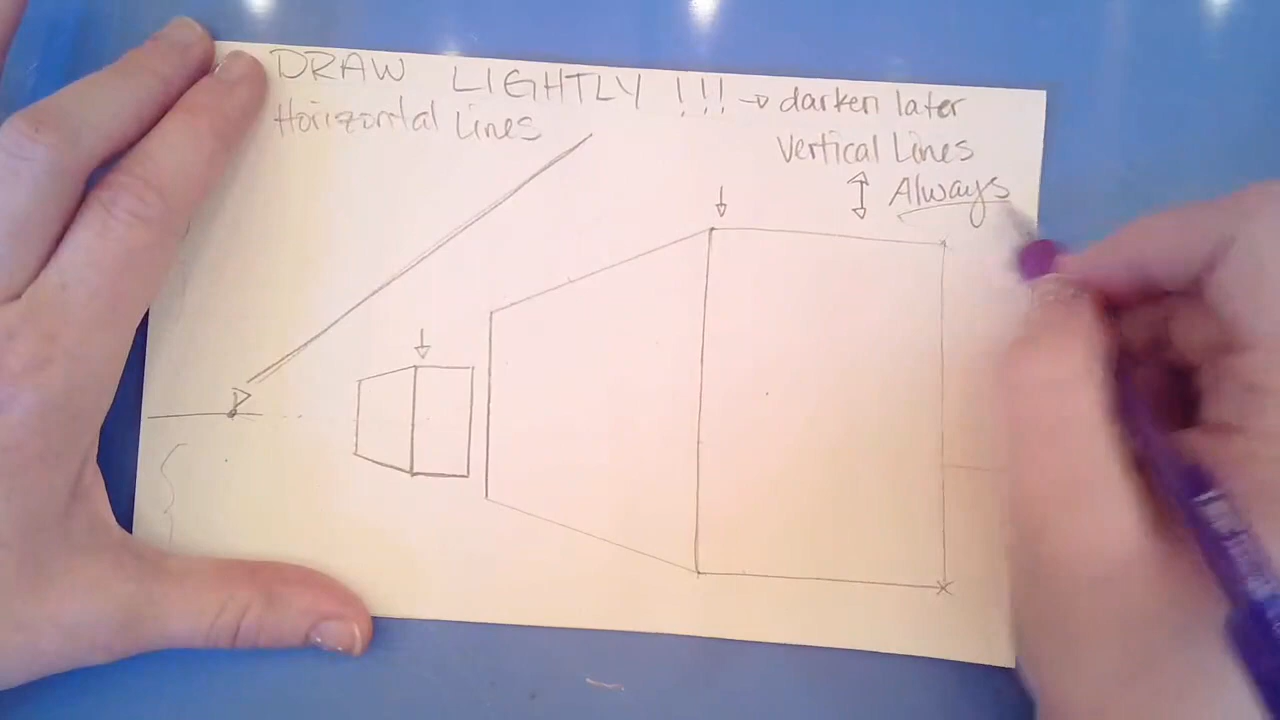 DRAW LIGHTLY !!! → darken later
Horizontal Lines
Vertical Lines
↕ Always
P